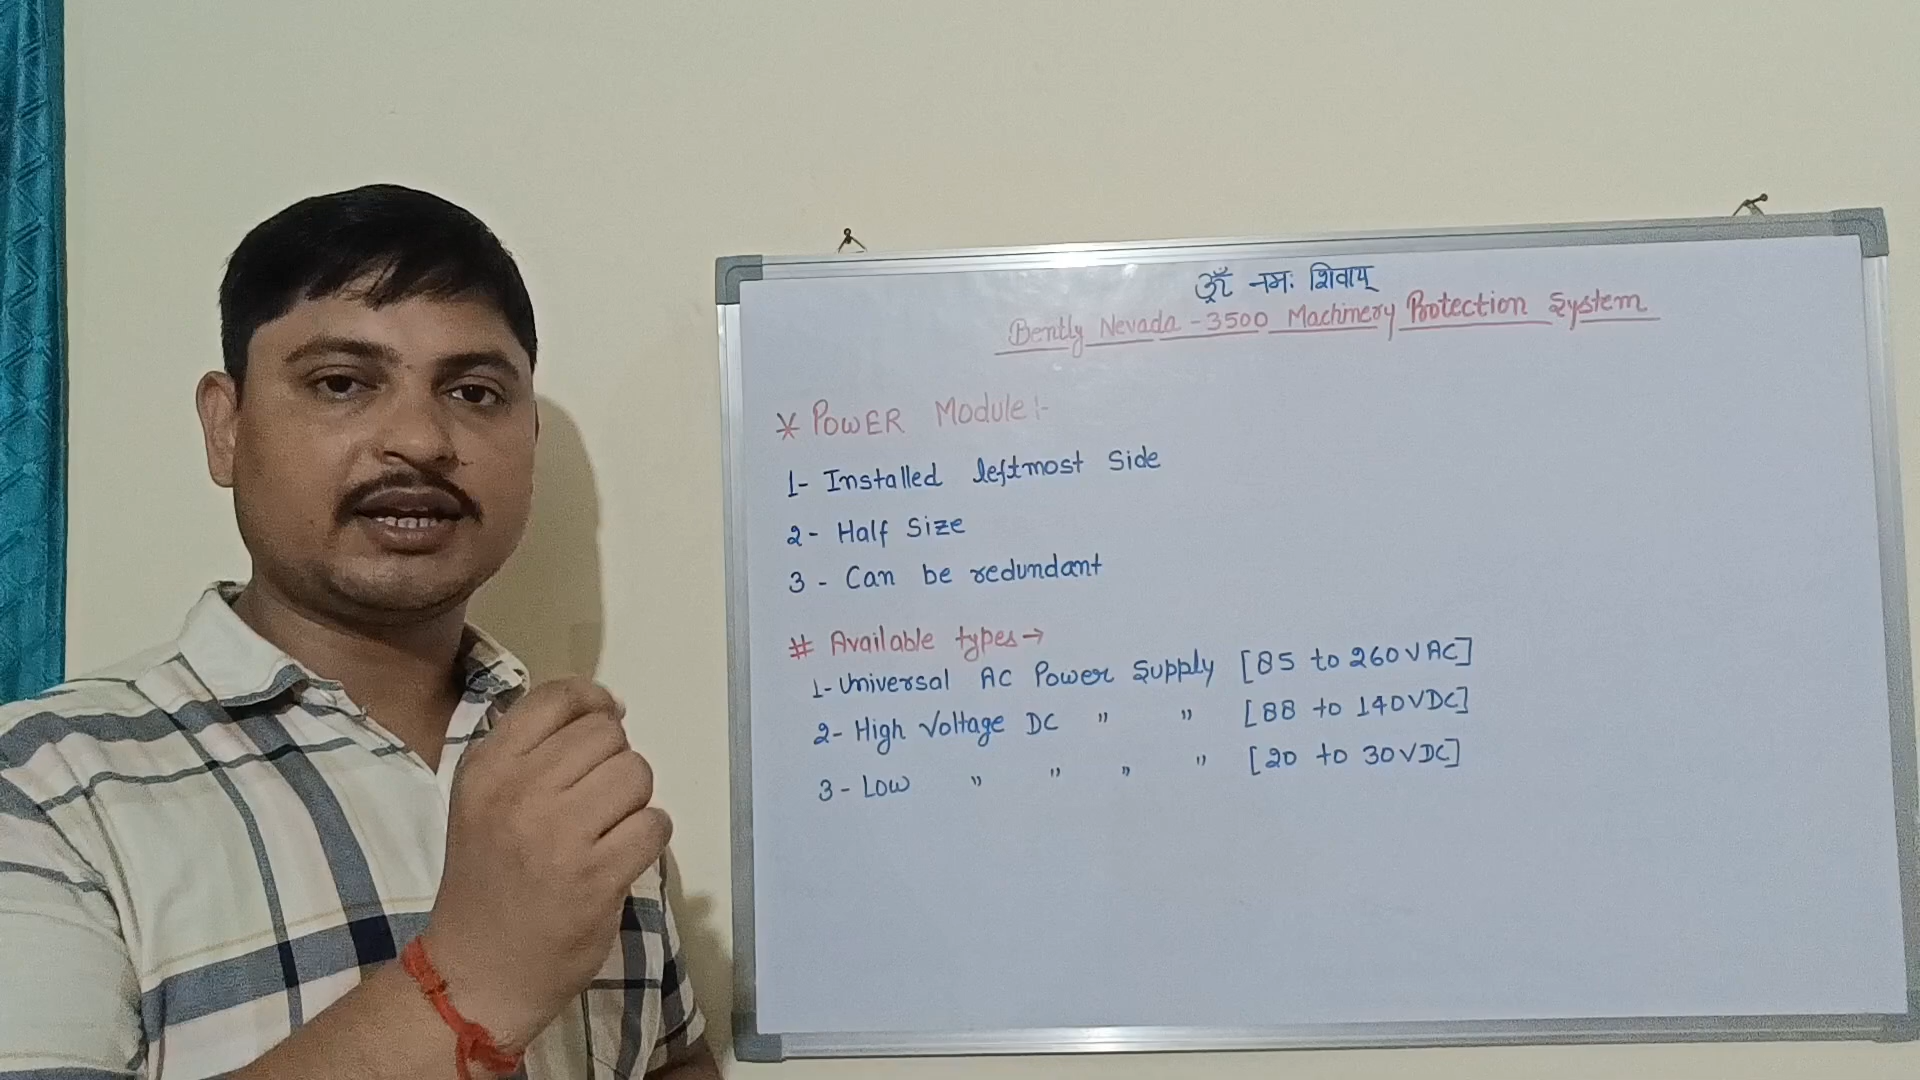 ॐ नमः शिवाय्
Bently Nevada - 3500 Machinery Protection System
* POWER Module :-
1- Installed leftmost Side
2- Half Size
3- Can be redundant
# Available types →
1- Universal AC Power Supply [85 to 260VAC]
2- High Voltage DC " " [88 to 140VDC]
3- Low " " " " [20 to 30VDC]